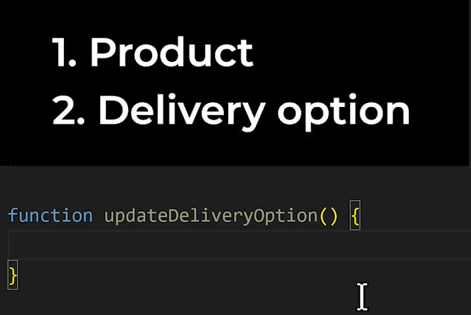 1. Product
2. Delivery option
function updateDeliveryOption() {
}